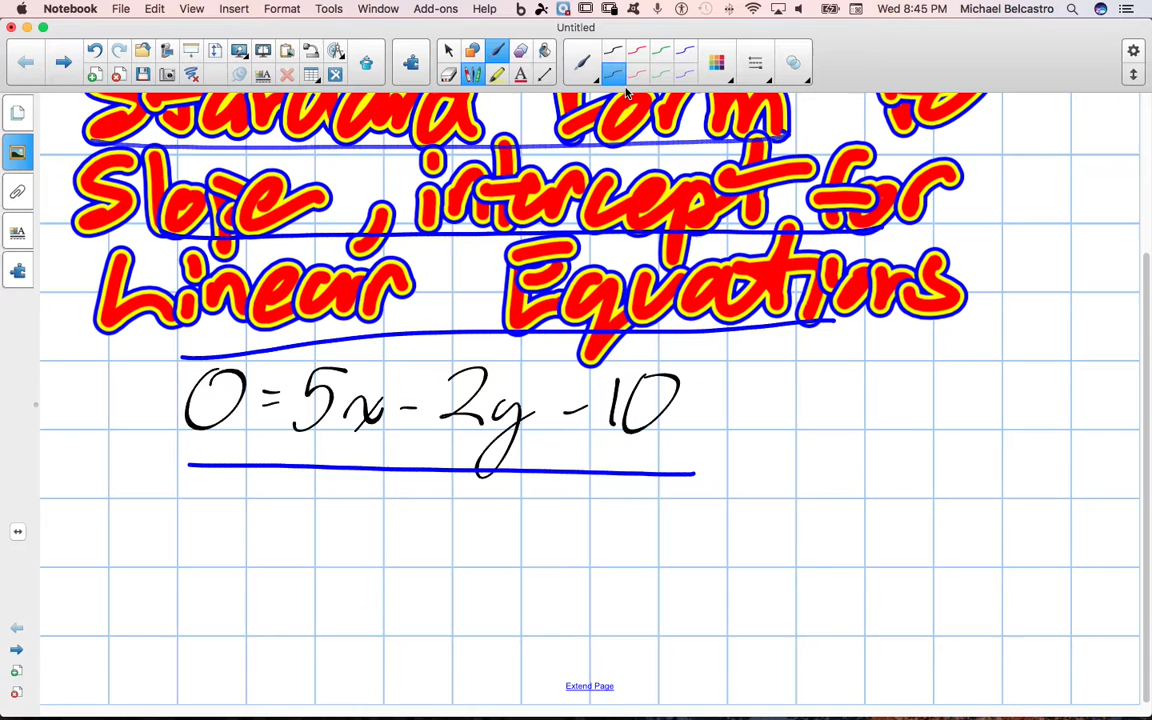 Notebook File Edit View Insert Format Tools Window Add-ons Help Wed 8:45 PM Michael Belcastro
Untitled
Standard Form to
Slope, intercept for
Linear Equations
0 = 5x - 2y - 10
Extend Page